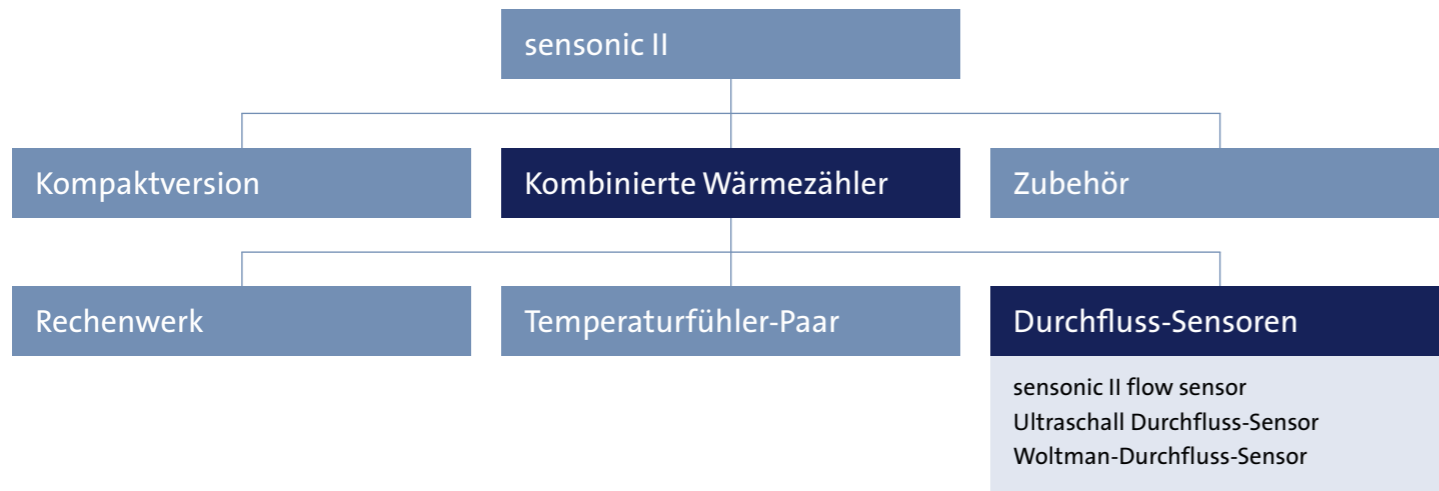 sensonic II
Kompaktversion
Kombinierte Wärmezähler
Zubehör
Rechenwerk
Temperaturfühler-Paar
Durchfluss-Sensoren
sensonic II flow sensor
Ultraschall Durchfluss-Sensor
Woltman-Durchfluss-Sensor